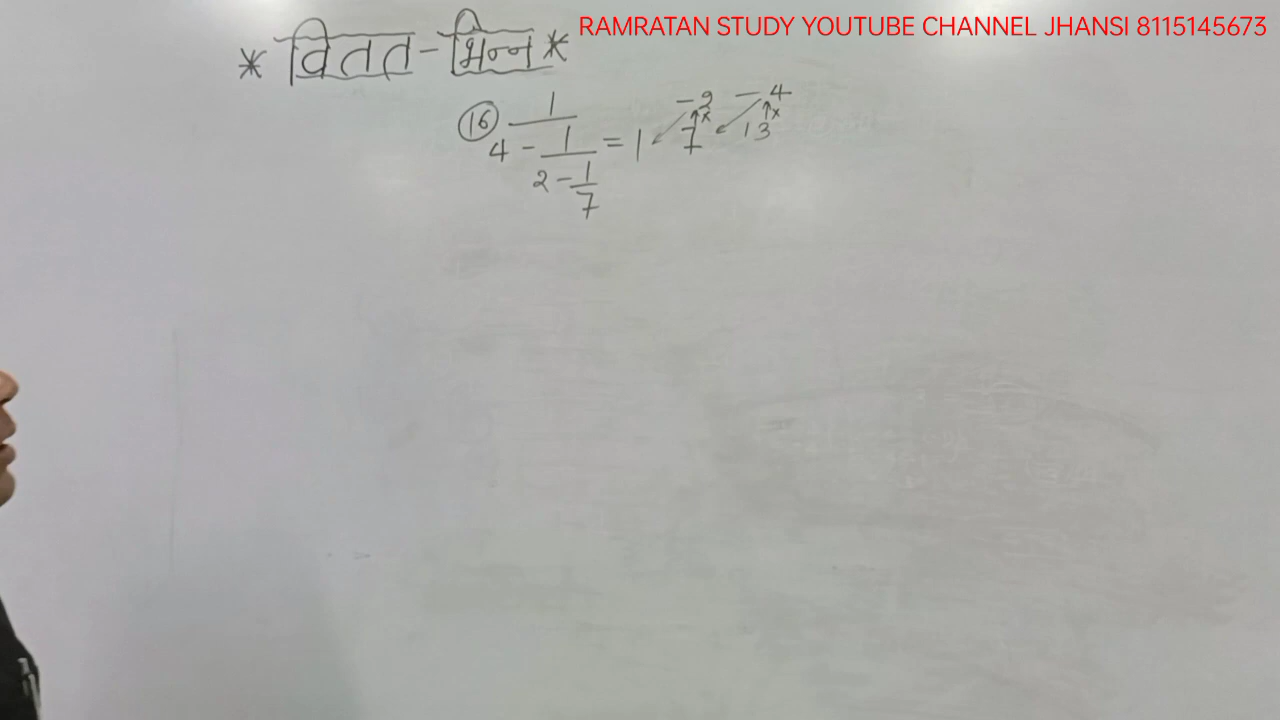 RAMRATAN STUDY YOUTUBE CHANNEL JHANSI 8115145673
* वितत - भिन्न *
(16) 1/(4 - 1/(2 - 1/7)) = 1 7 13
-2 -4
x x